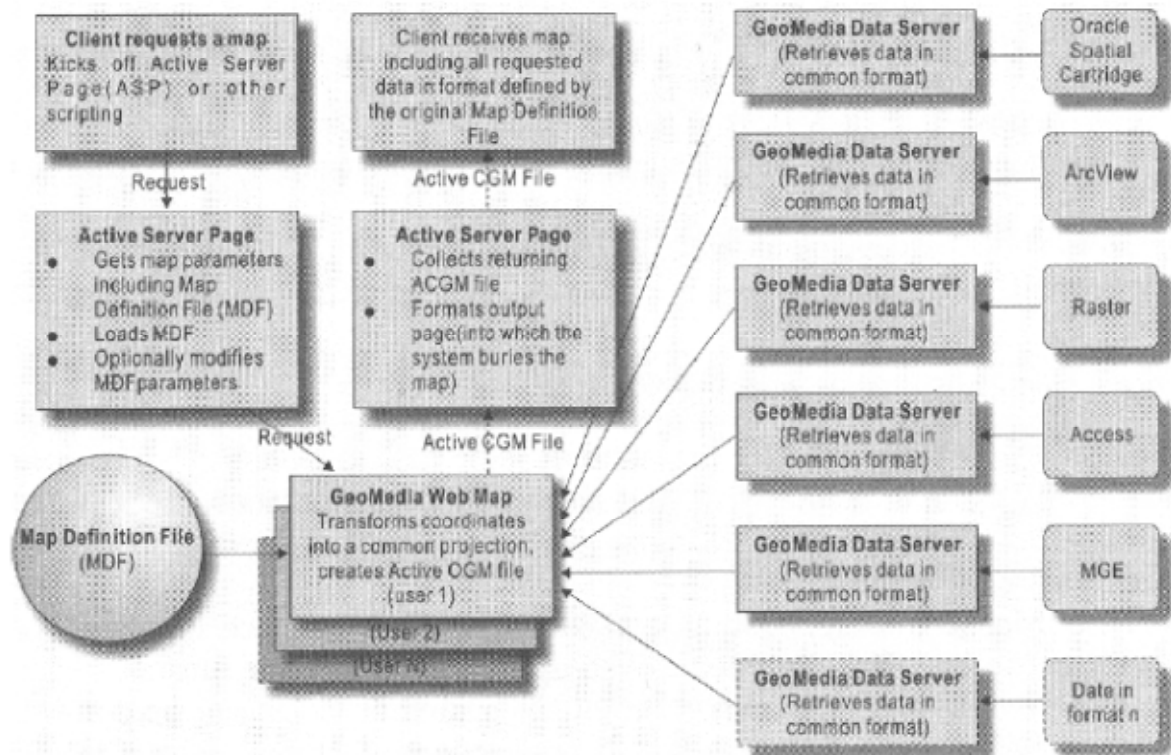 Client requests a map
Kicks off Active Server
Page(ASP) or other
scripting
Request
Active Server Page
● Gets map parameters
including Map
Definition File (MDF)
● Loads MDF
● Optionally modifies
MDFparameters
Request
Map Definition File
(MDF)
Client receives map
including all requested
data in format defined by
the original Map Definition
File
Active CGM File
Active Server Page
● Collects returning
ACGM file
● Formats output
page(into which the
system buries the
map)
Active CGM File
GeoMedia Web Map
Transforms coordinates
into a common projection,
creates Active OGM file
(user 1)
(User 2)
(User N)
GeoMedia Data Server
(Retrieves data in
common format)
Oracle
Spatial
Cartridge
GeoMedia Data Server
(Retrieves data in
common format)
ArcView
GeoMedia Data Server
(Retrieves data in
common format)
Raster
GeoMedia Data Server
(Retrieves data in
common format)
Access
GeoMedia Data Server
(Retrieves data in
common format)
MGE
GeoMedia Data Server
(Retrieves data in
common format)
Date in
format n